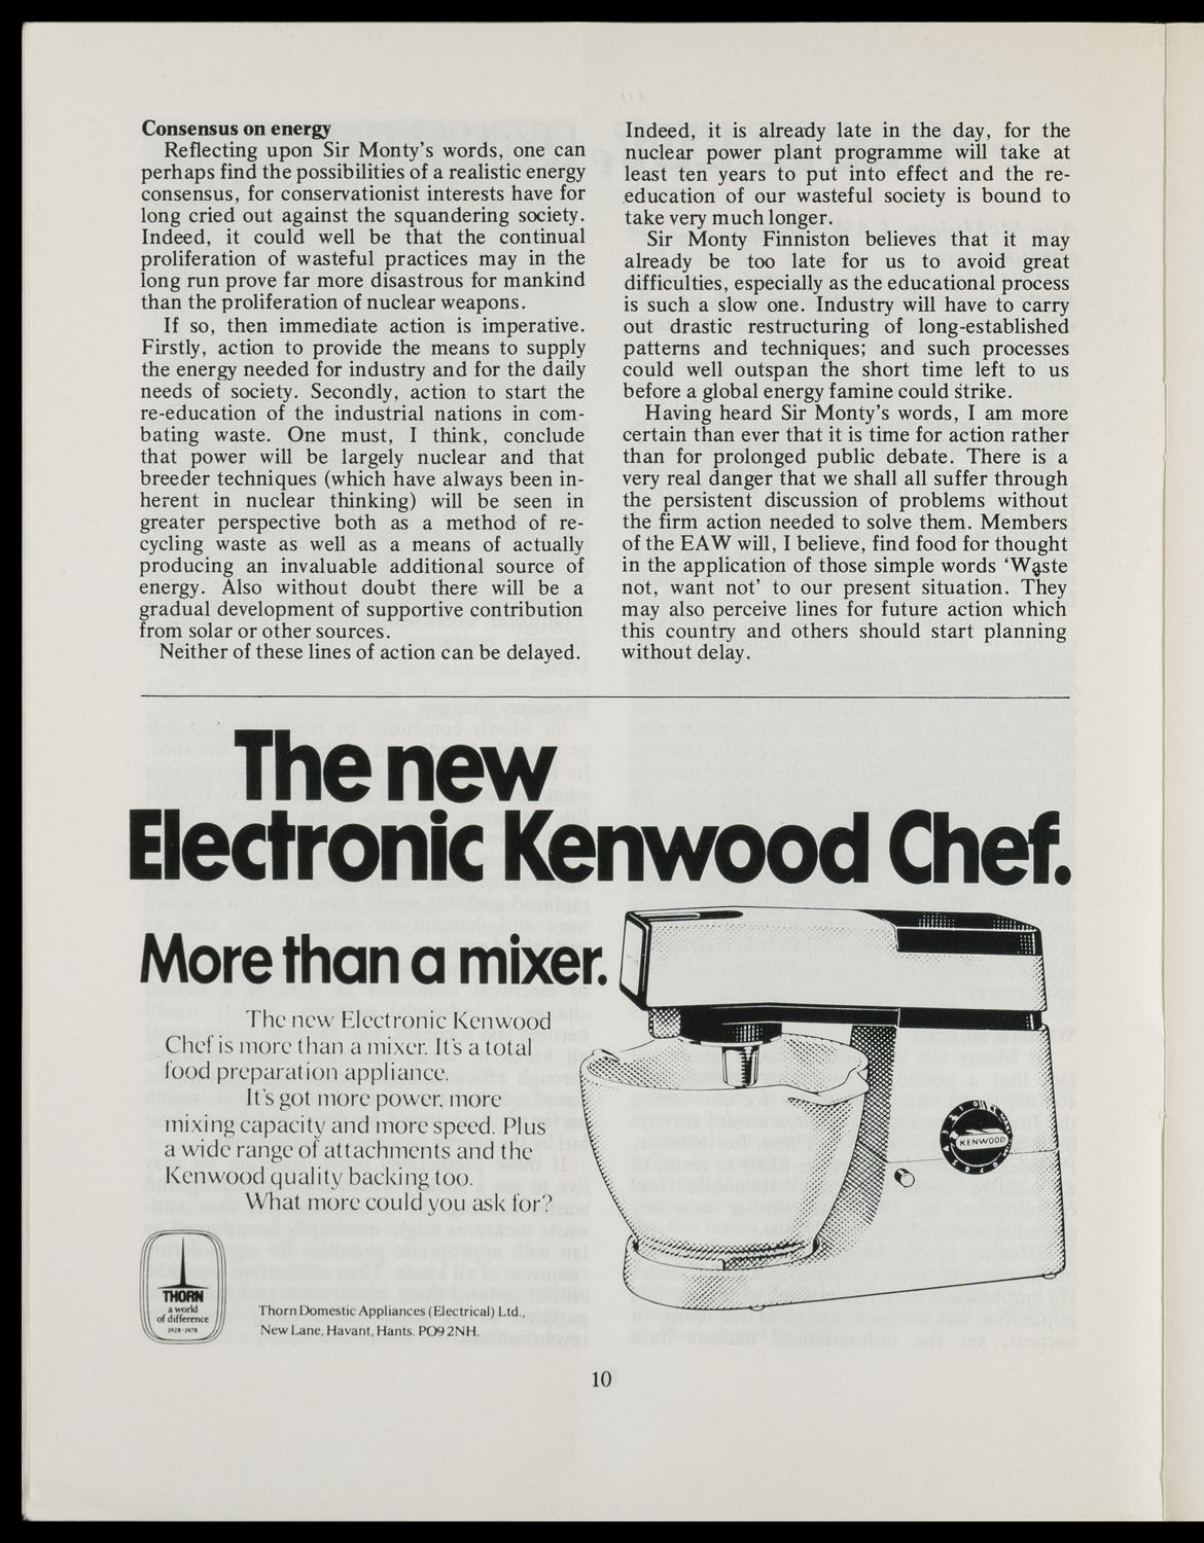 Consensus on energy
Reflecting upon Sir Monty's words, one can
perhaps find the possibilities of a realistic energy
consensus, for conservationist interests have for
long cried out against the squandering society.
Indeed, it could well be that the continual
proliferation of wasteful practices may in the
long run prove far more disastrous for mankind
than the proliferation of nuclear weapons.
If so, then immediate action is imperative.
Firstly, action to provide the means to supply
the energy needed for industry and for the daily
needs of society. Secondly, action to start the
re-education of the industrial nations in com-
bating waste. One must, I think, conclude
that power will be largely nuclear and that
breeder techniques (which have always been in-
herent in nuclear thinking) will be seen in
greater perspective both as a method of re-
cycling waste as well as a means of actually
producing an invaluable additional source of
energy. Also without doubt there will be a
gradual development of supportive contribution
from solar or other sources.
Neither of these lines of action can be delayed.
Indeed, it is already late in the day, for the
nuclear power plant programme will take at
least ten years to put into effect and the re-
education of our wasteful society is bound to
take very much longer.
Sir Monty Finniston believes that it may
already be too late for us to avoid great
difficulties, especially as the educational process
is such a slow one. Industry will have to carry
out drastic restructuring of long-established
patterns and techniques; and such processes
could well outspan the short time left to us
before a global energy famine could strike.
Having heard Sir Monty's words, I am more
certain than ever that it is time for action rather
than for prolonged public debate. There is a
very real danger that we shall all suffer through
the persistent discussion of problems without
the firm action needed to solve them. Members
of the EAW will, I believe, find food for thought
in the application of those simple words ‘Waste
not, want not’ to our present situation. They
may also perceive lines for future action which
this country and others should start planning
without delay.
The new
Electronic Kenwood Chef.
More than a mixer.
The new Electronic Kenwood
Chef is more than a mixer. It's a total
food preparation appliance.
It's got more power, more
mixing capacity and more speed. Plus
a wide range of attachments and the
Kenwood quality backing too.
What more could you ask for?
KENWOOD
THORN
a world
of difference
1928-1978
Thorn Domestic Appliances (Electrical) Ltd.,
New Lane, Havant, Hants. PO9 2NH.
10